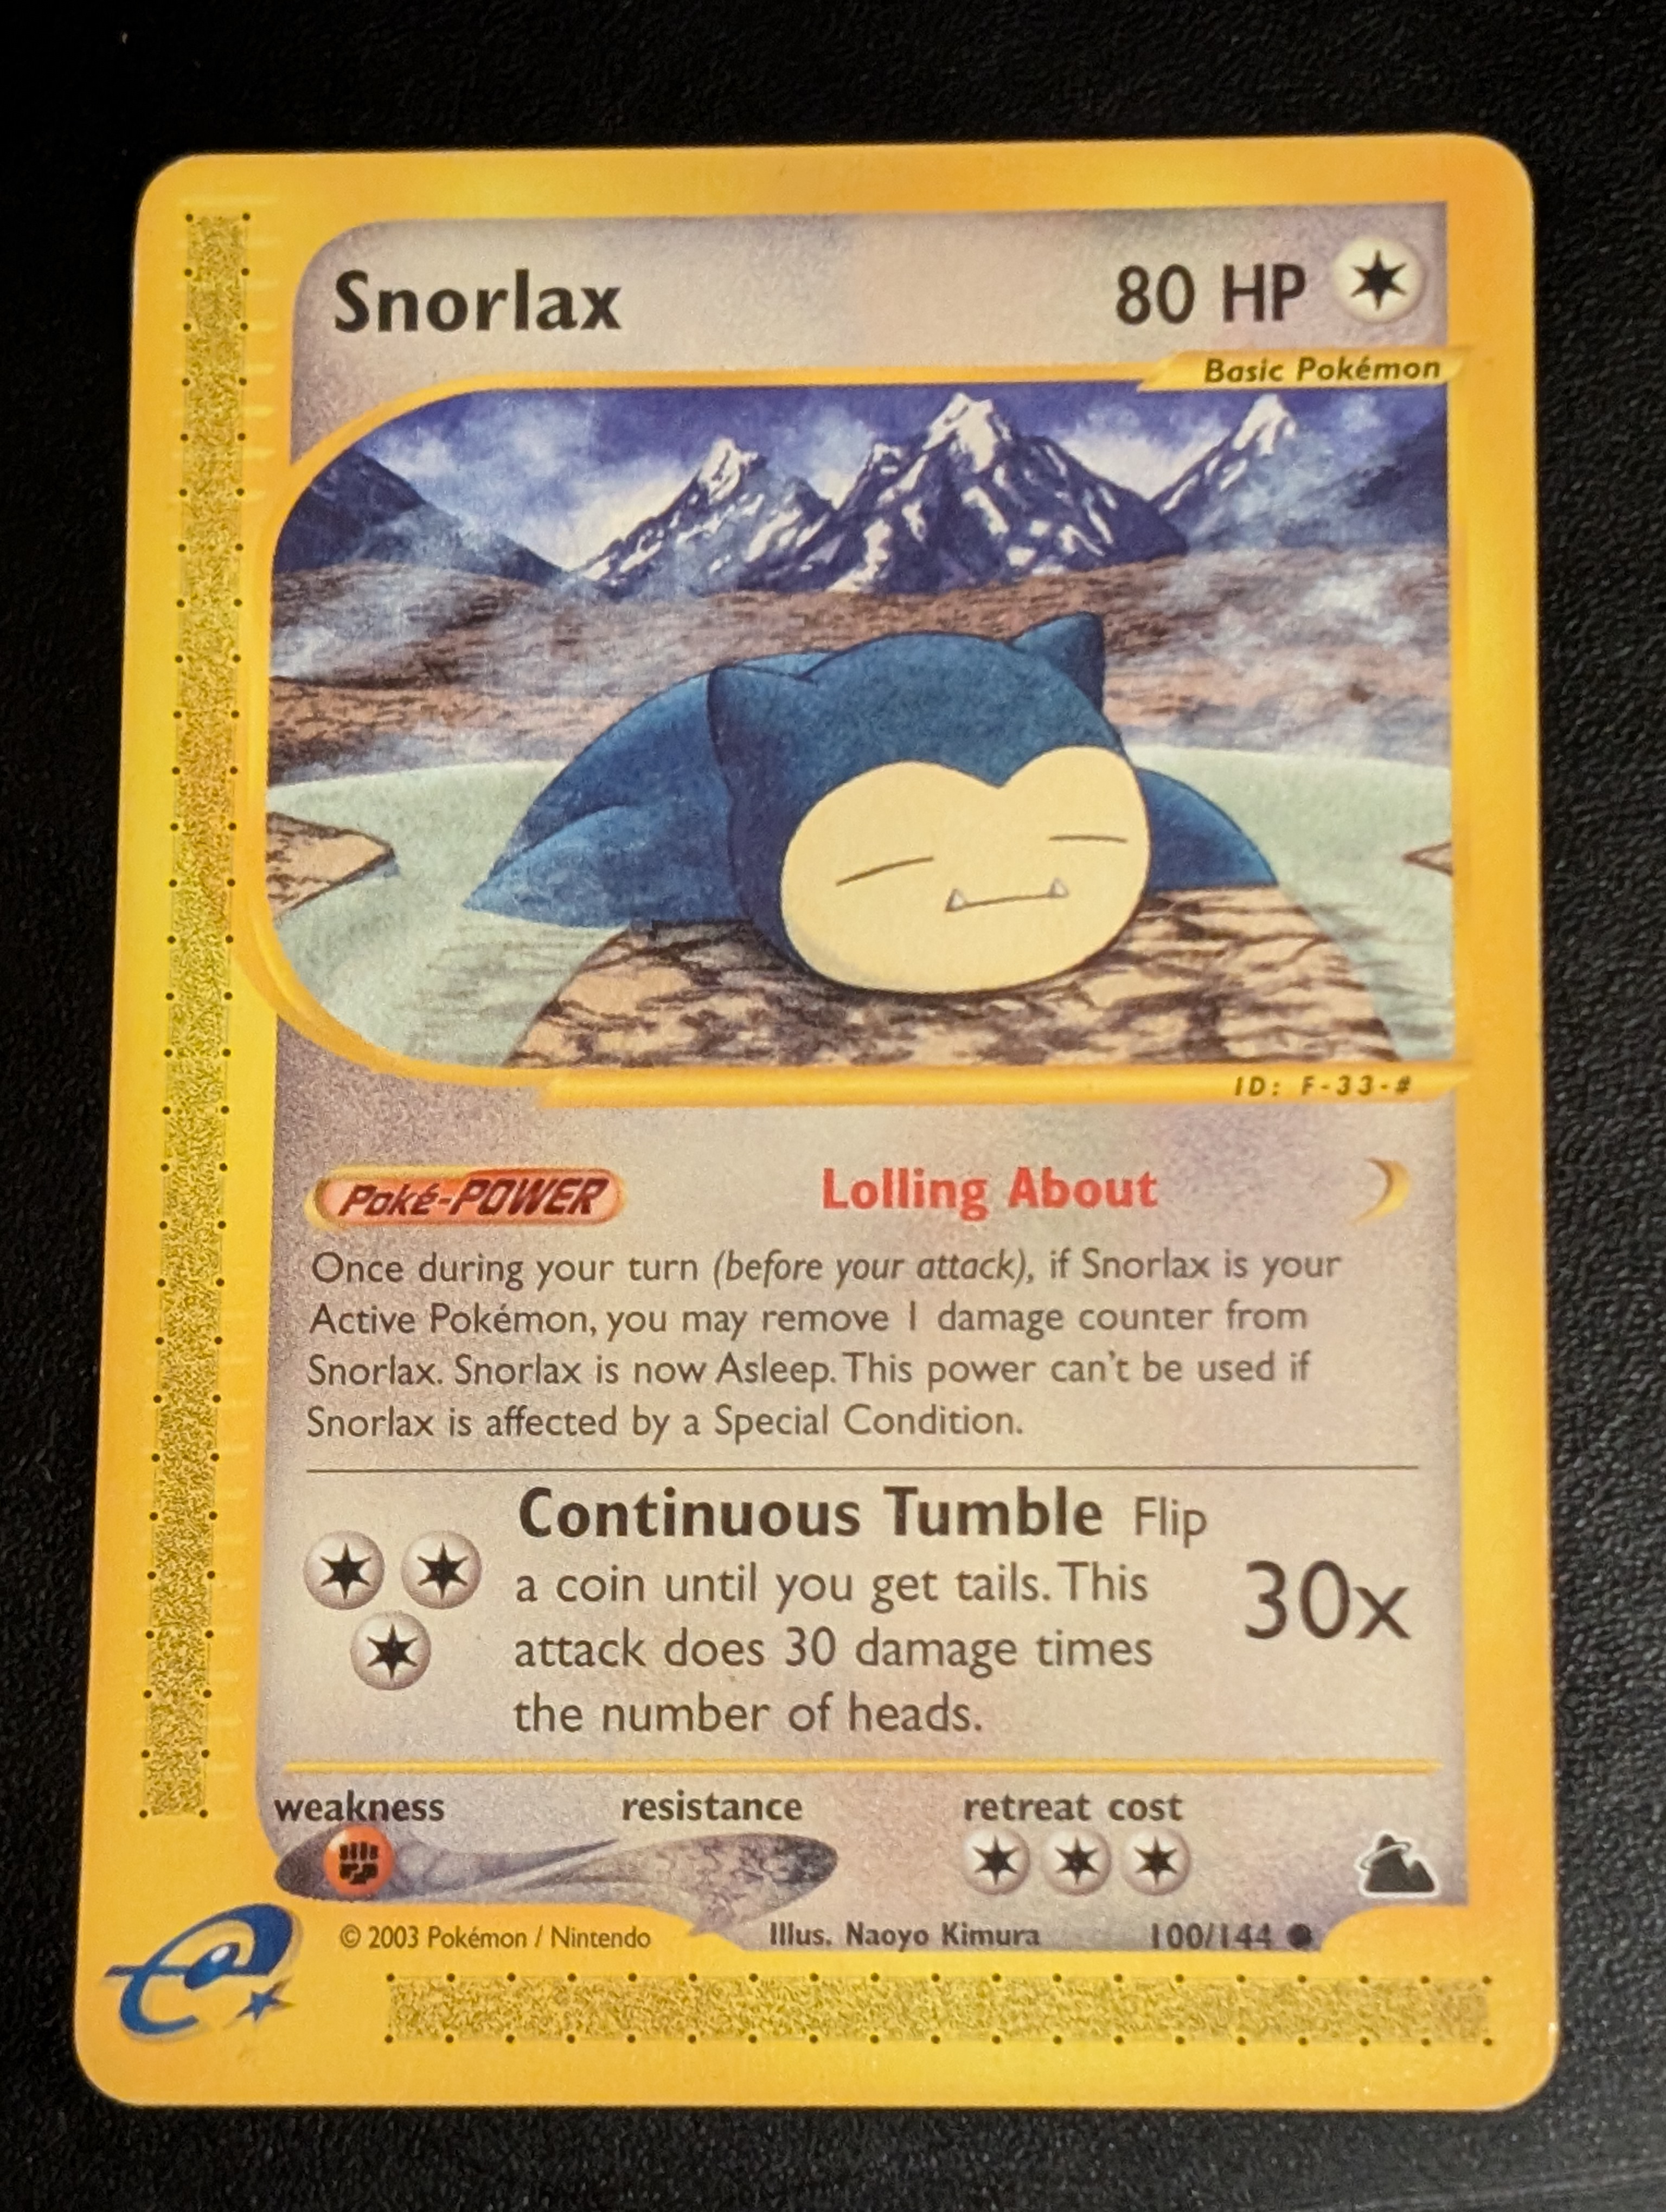 Snorlax 80 HP
Basic Pokémon
ID: F-33-#
Poké-POWER Lolling About
Once during your turn (before your attack), if Snorlax is your
Active Pokémon, you may remove 1 damage counter from
Snorlax. Snorlax is now Asleep. This power can't be used if
Snorlax is affected by a Special Condition.
Continuous Tumble Flip
a coin until you get tails. This
attack does 30 damage times
the number of heads.
30x
weakness resistance retreat cost
© 2003 Pokémon / Nintendo Illus. Naoyo Kimura 100/144 ●
e